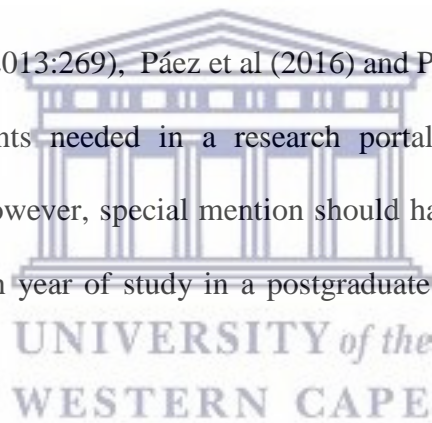 2013:269), Páez et al (2016) and P
nts needed in a research portal
owever, special mention should ha
n year of study in a postgraduate
UNIVERSITY of the
WESTERN CAPE